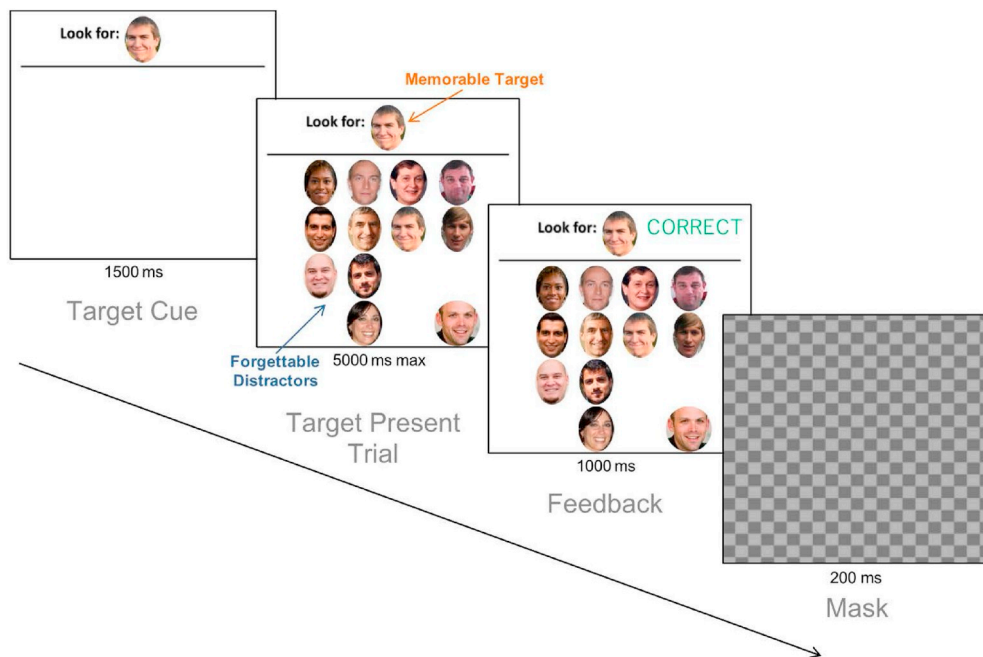 Look for:
1500 ms
Target Cue
Memorable Target
Look for:
Forgettable
Distractors
5000 ms max
Target Present
Trial
Look for: CORRECT
1000 ms
Feedback
200 ms
Mask